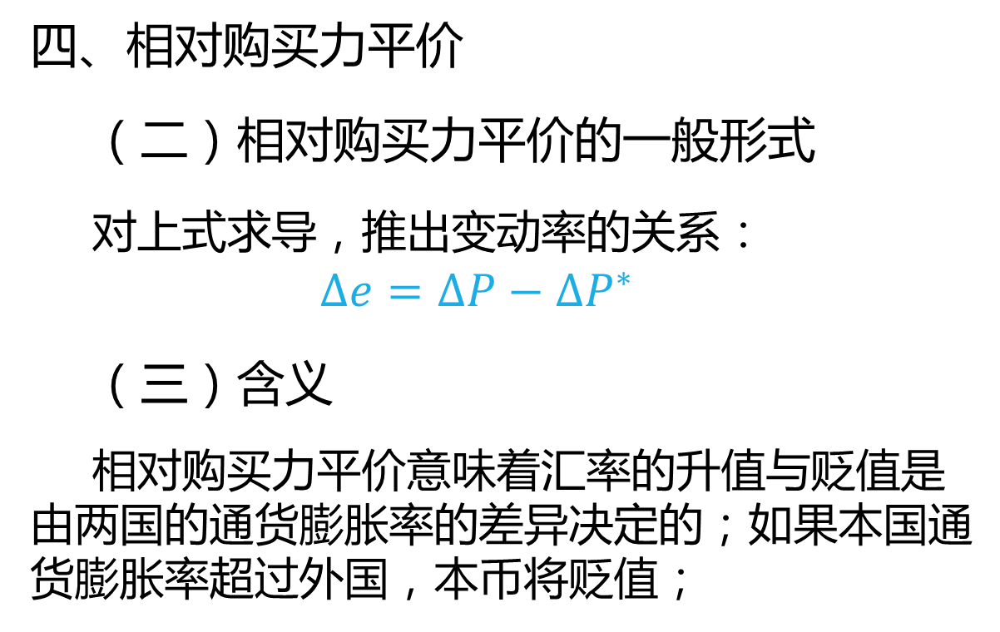 四、相对购买力平价
（二）相对购买力平价的一般形式
对上式求导，推出变动率的关系：
Δe = ΔP − ΔP*
（三）含义
相对购买力平价意味着汇率的升值与贬值是
由两国的通货膨胀率的差异决定的；如果本国通
货膨胀率超过外国，本币将贬值；